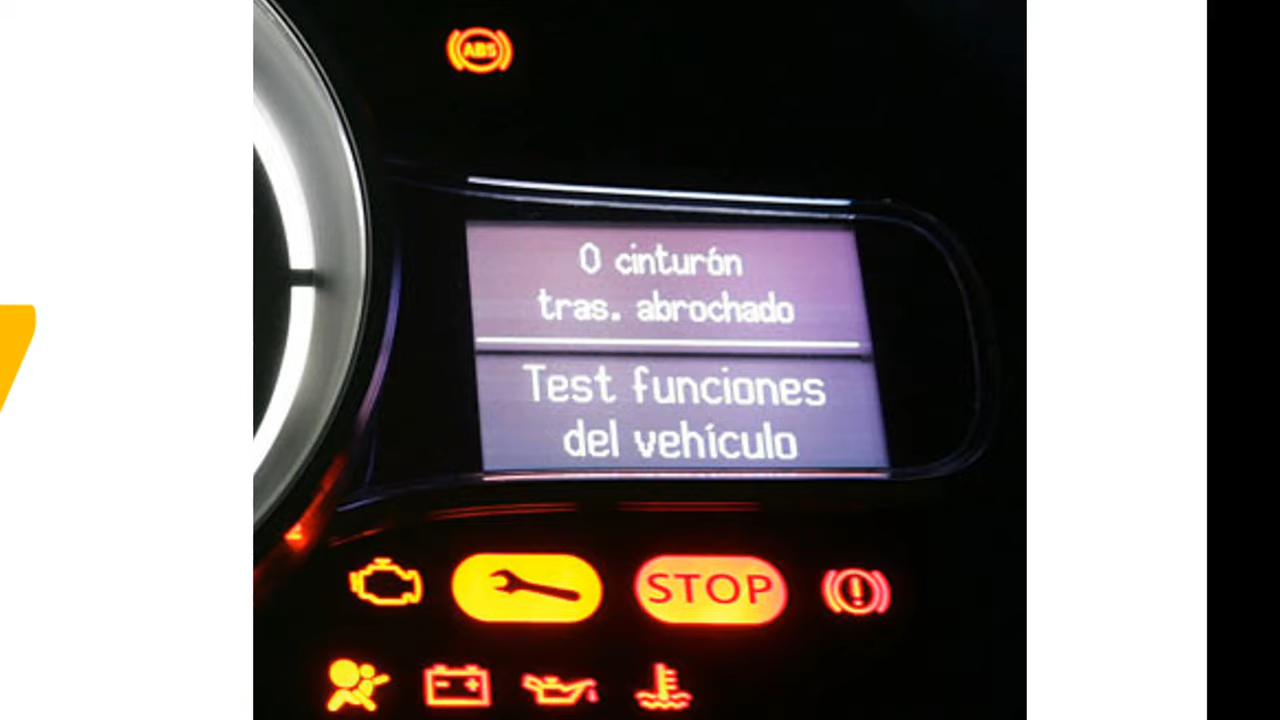 ABS
0 cinturón
tras. abrochado
Test funciones
del vehículo
STOP